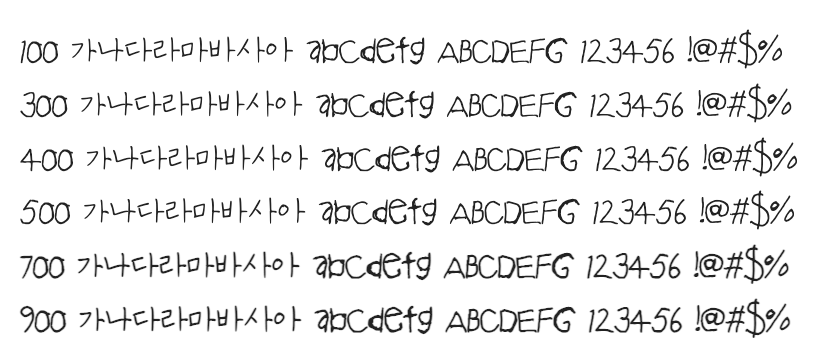 100 가나다라마바사아 abcdefg ABCDEFG 123456 !@#$%
300 가나다라마바사아 abcdefg ABCDEFG 123456 !@#$%
400 가나다라마바사아 abcdefg ABCDEFG 123456 !@#$%
500 가나다라마바사아 abcdefg ABCDEFG 123456 !@#$%
700 가나다라마바사아 abcdefg ABCDEFG 123456 !@#$%
900 가나다라마바사아 abcdefg ABCDEFG 123456 !@#$%